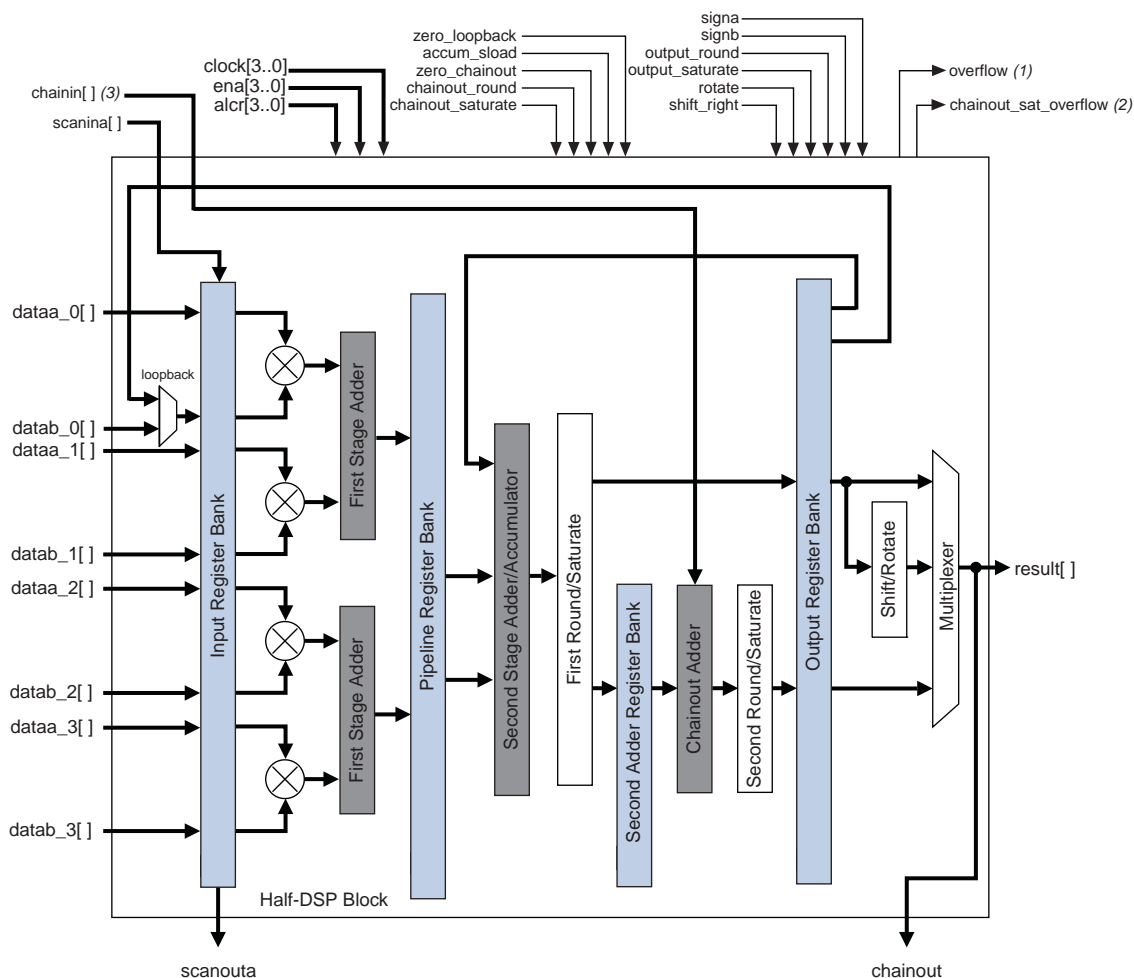 signa
signb
output_round
output_saturate
rotate
shift_right
zero_loopback
accum_sload
zero_chainout
chainout_round
chainout_saturate
clock[3..0]
ena[3..0]
alcr[3..0]
chainin[ ] (3)
scanina[ ]
overflow (1)
chainout_sat_overflow (2)
dataa_0[ ]
loopback
datab_0[ ]
dataa_1[ ]
datab_1[ ]
dataa_2[ ]
datab_2[ ]
dataa_3[ ]
datab_3[ ]
Input Register Bank
First Stage Adder
First Stage Adder
Pipeline Register Bank
Second Stage Adder/Accumulator
First Round/Saturate
Second Adder Register Bank
Chainout Adder
Second Round/Saturate
Output Register Bank
Shift/Rotate
Multiplexer
result[ ]
Half-DSP Block
scanouta
chainout